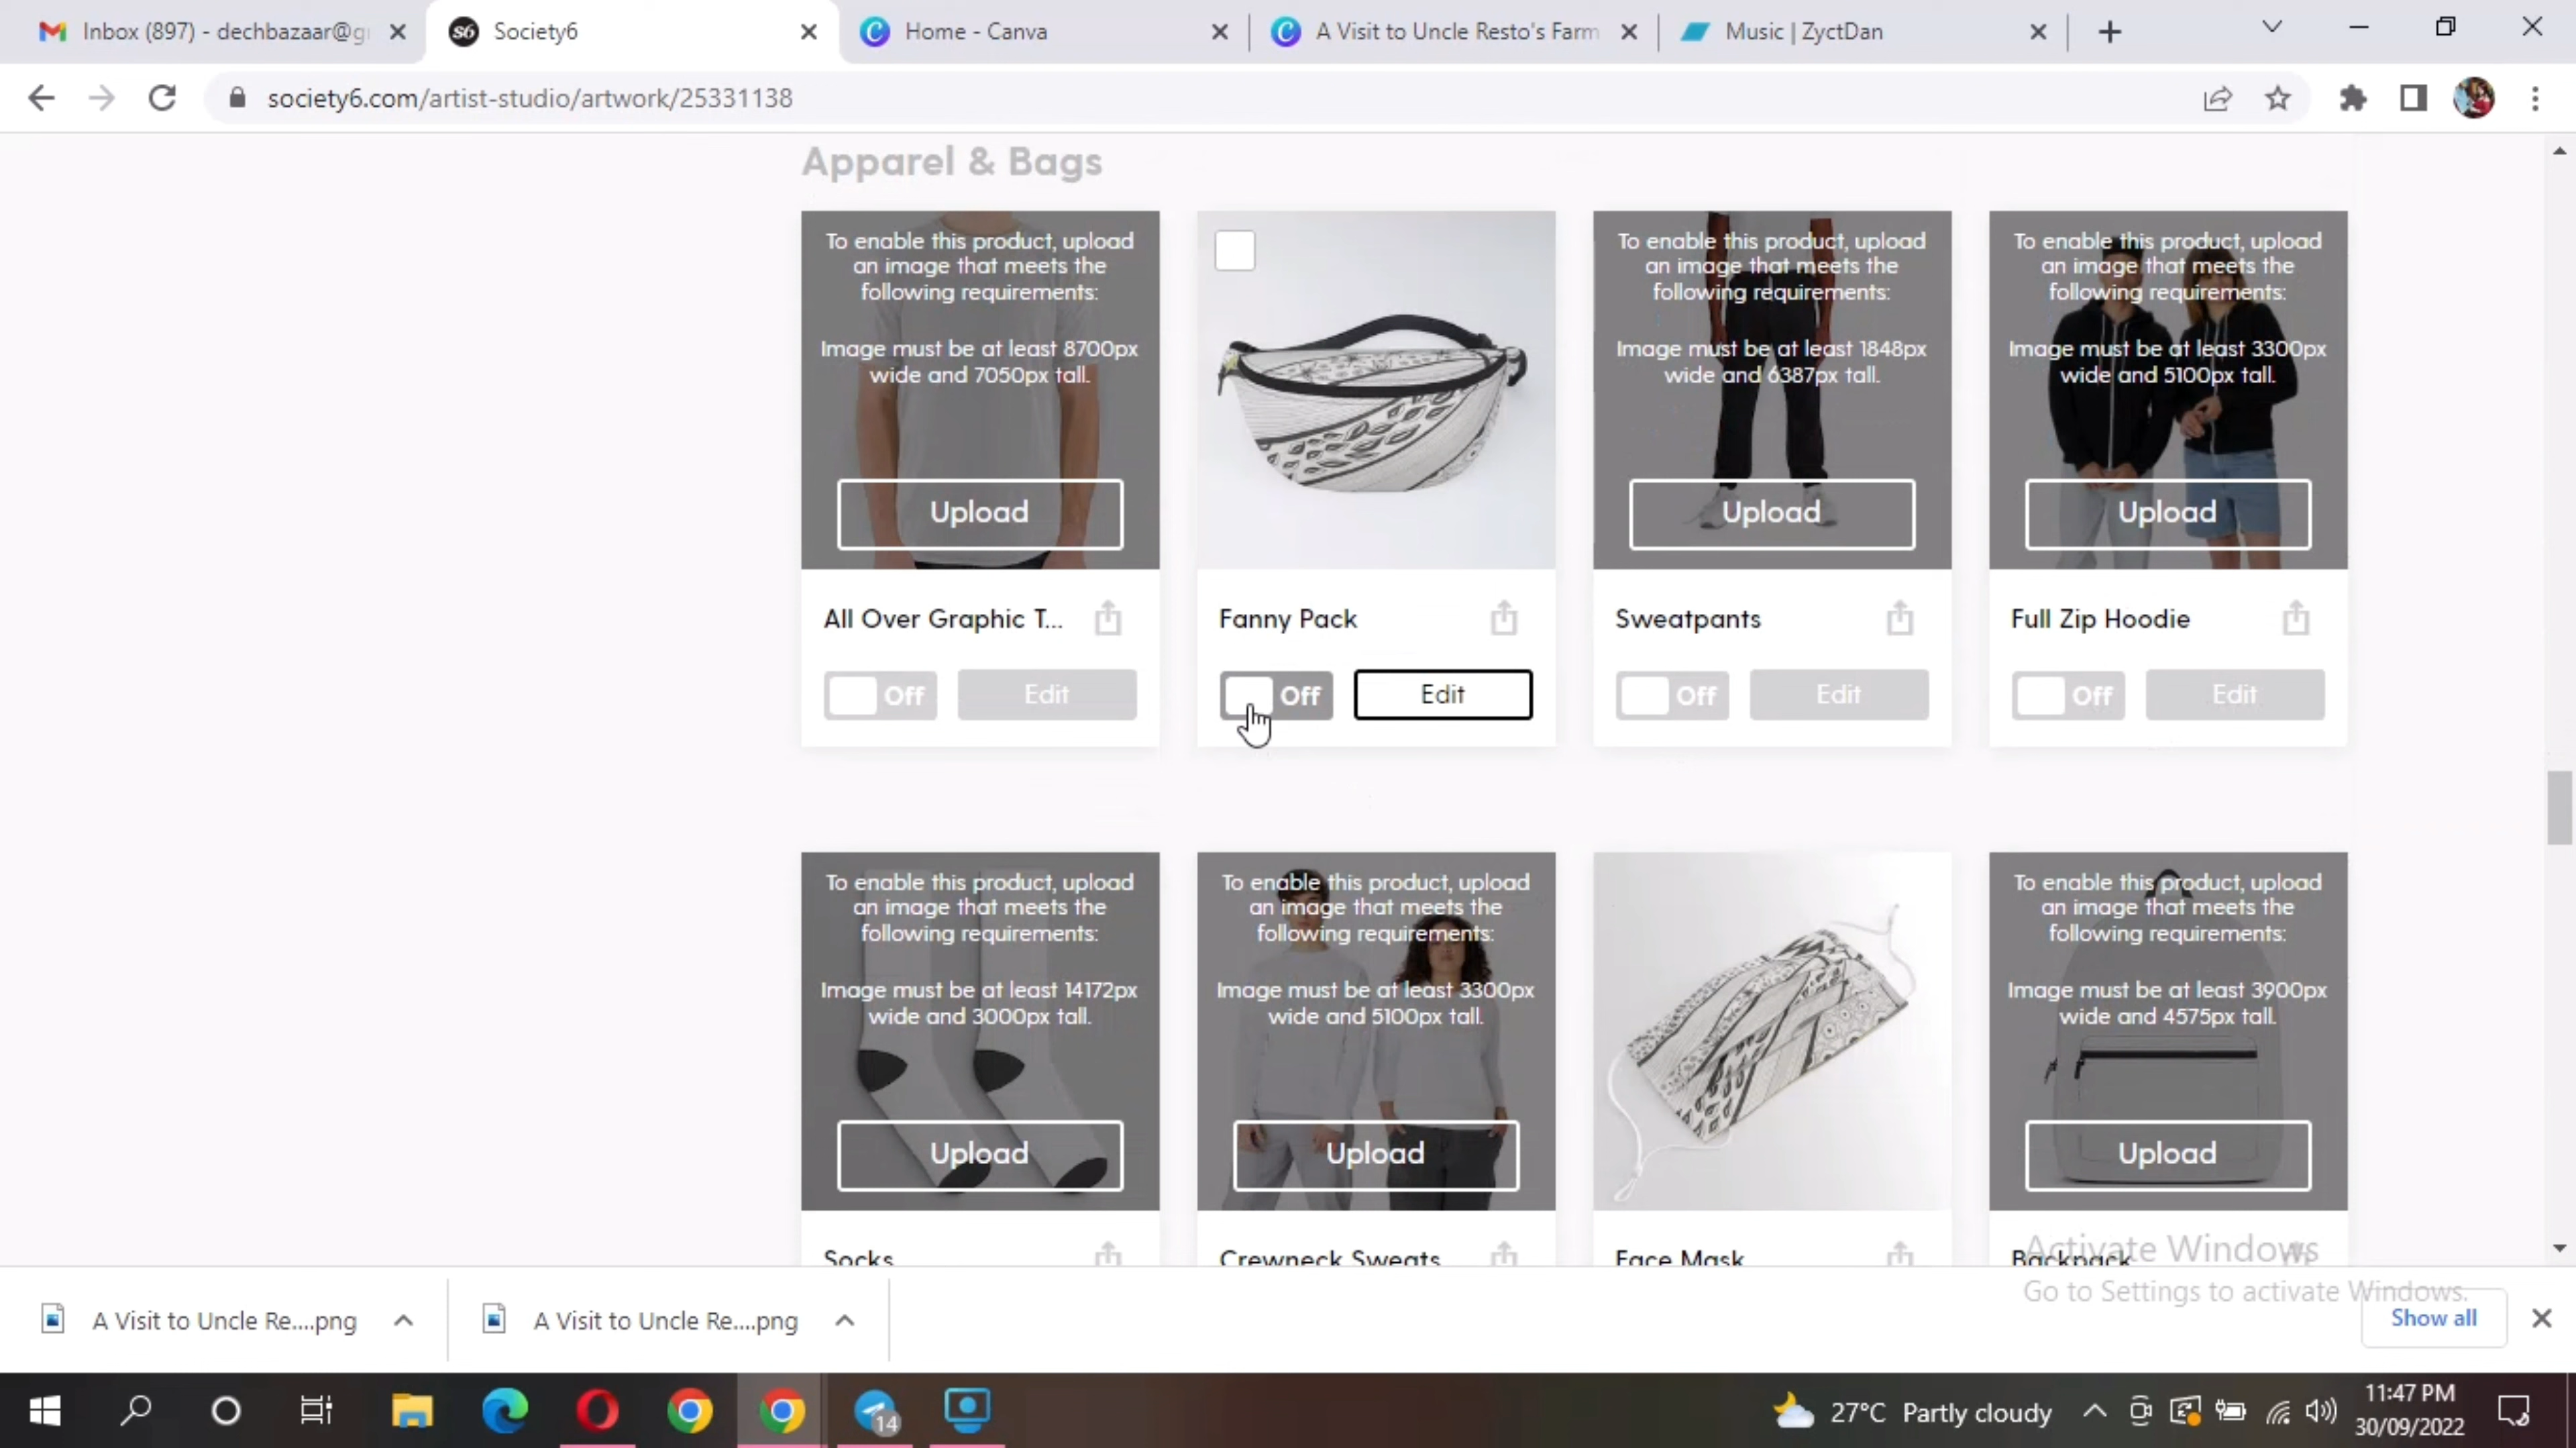 Inbox (897) - dechbazaar@g
Society6
Home - Canva
A Visit to Uncle Resto's Farm
Music | ZyctDan
society6.com/artist-studio/artwork/25331138
Apparel & Bags
To enable this product, upload
an image that meets the
following requirements:
Image must be at least 8700px
wide and 7050px tall.
Upload
All Over Graphic T...
Off
Edit
Fanny Pack
Off
Edit
To enable this product, upload
an image that meets the
following requirements:
Image must be at least 1848px
wide and 6387px tall.
Upload
Sweatpants
Off
Edit
To enable this product, upload
an image that meets the
following requirements:
Image must be at least 3300px
wide and 5100px tall.
Upload
Full Zip Hoodie
Off
Edit
To enable this product, upload
an image that meets the
following requirements:
Image must be at least 14172px
wide and 3000px tall.
Upload
Socks
To enable this product, upload
an image that meets the
following requirements:
Image must be at least 3300px
wide and 5100px tall.
Upload
Crewneck Sweats
Face Mask
To enable this product, upload
an image that meets the
following requirements:
Image must be at least 3900px
wide and 4575px tall.
Upload
Backpack
Activate Windows
Go to Settings to activate Windows.
A Visit to Uncle Re....png
A Visit to Uncle Re....png
Show all
14
27°C Partly cloudy
11:47 PM
30/09/2022